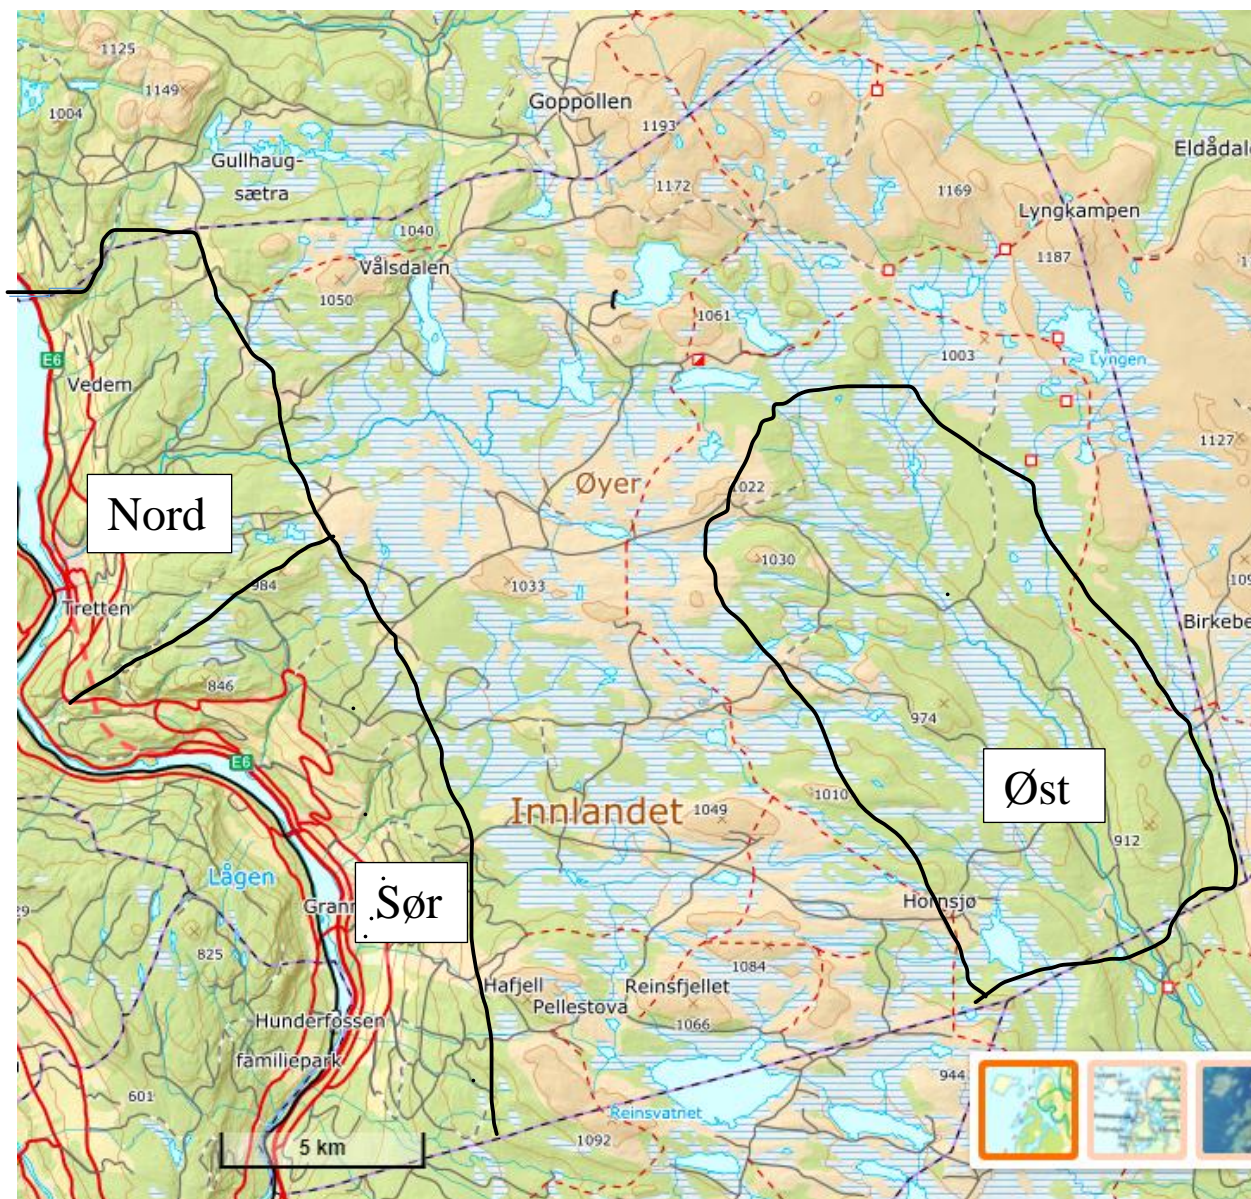 1125
1149
1004
Goppollen
1193
Gullhaug-
sætra
Eldådal
1172
1169
Lyngkampen
1040
Vålsdalen
1187
1050
1061
E6
1003
Lyngen
Vedem
1127
Øyer
1022
Nord
984
1033
1030
Tretten
Birkebe
846
974
E6
Øst
Innlandet
1049
1010
912
Lågen
Sør
Hornsjø
Grann
825
1084
Hafjell
Reinsfjellet
Pellestova
Hunderfossen
1066
familiepark
944
601
Reinsvatnet
1092
5 km